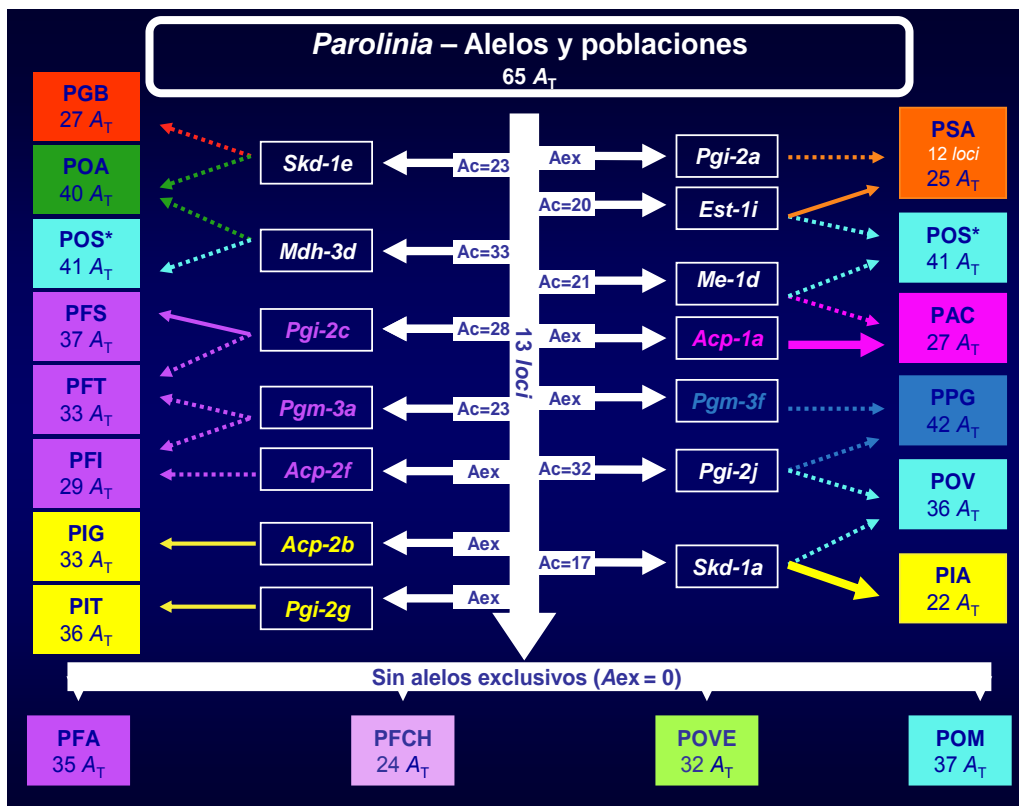 Parolinia – Alelos y poblaciones
65 AT
PGB
27 AT
POA
40 AT
POS*
41 AT
PFS
37 AT
PFT
33 AT
PFI
29 AT
PIG
33 AT
PIT
36 AT
Skd-1e
Mdh-3d
Pgi-2c
Pgm-3a
Acp-2f
Acp-2b
Pgi-2g
Ac=23
Ac=33
Ac=28
Ac=23
Aex
Aex
Aex
13 loci
Aex
Ac=20
Ac=21
Aex
Aex
Ac=32
Ac=17
Pgi-2a
Est-1i
Me-1d
Acp-1a
Pgm-3f
Pgi-2j
Skd-1a
PSA
12 loci
25 AT
POS*
41 AT
PAC
27 AT
PPG
42 AT
POV
36 AT
PIA
22 AT
Sin alelos exclusivos (Aex = 0)
PFA
35 AT
PFCH
24 AT
POVE
32 AT
POM
37 AT